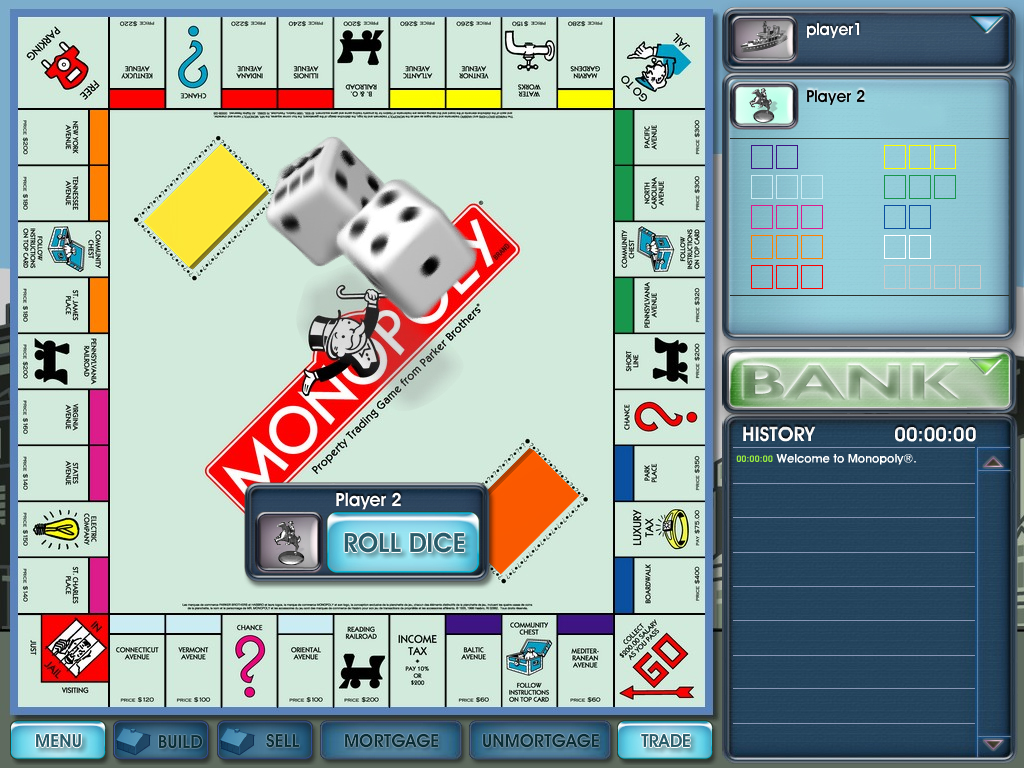 FREE
PARKING
PRICE $220
KENTUCKY
AVENUE
CHANCE
PRICE $220
INDIANA
AVENUE
PRICE $240
ILLINOIS
AVENUE
PRICE $200
B. & O.
RAILROAD
PRICE $260
ATLANTIC
AVENUE
PRICE $260
VENTNOR
AVENUE
PRICE $150
WATER
WORKS
PRICE $280
MARVIN
GARDENS
GO TO
JAIL
NEW YORK
AVENUE
PRICE $200
TENNESSEE
AVENUE
PRICE $180
COMMUNITY
CHEST
FOLLOW
INSTRUCTIONS
ON TOP CARD
ST. JAMES
PLACE
PRICE $180
PENNSYLVANIA
RAILROAD
PRICE $200
VIRGINIA
AVENUE
PRICE $160
STATES
AVENUE
PRICE $140
ELECTRIC
COMPANY
PRICE $150
ST. CHARLES
PLACE
PRICE $140
PACIFIC
AVENUE
PRICE $300
NORTH
CAROLINA
AVENUE
PRICE $300
COMMUNITY
CHEST
FOLLOW
INSTRUCTIONS
ON TOP CARD
PENNSYLVANIA
AVENUE
PRICE $320
SHORT
LINE
PRICE $200
CHANCE
PARK
PLACE
PRICE $350
LUXURY
TAX
PAY $75.00
BOARDWALK
PRICE $400
MONOPOLY
Property Trading Game from Parker Brothers®
Player 2
ROLL DICE
JUST
IN
JAIL
VISITING
CONNECTICUT
AVENUE
PRICE $120
VERMONT
AVENUE
PRICE $100
CHANCE
ORIENTAL
AVENUE
PRICE $100
READING
RAILROAD
PRICE $200
INCOME
TAX
PAY 10%
OR
$200
BALTIC
AVENUE
PRICE $60
COMMUNITY
CHEST
FOLLOW
INSTRUCTIONS
ON TOP CARD
MEDITER-
RANEAN
AVENUE
PRICE $60
COLLECT
$200.00 SALARY
AS YOU PASS
GO
MENU
BUILD
SELL
MORTGAGE
UNMORTGAGE
TRADE
player1
Player 2
BANK
HISTORY 00:00:00
00:00:00 Welcome to Monopoly®.